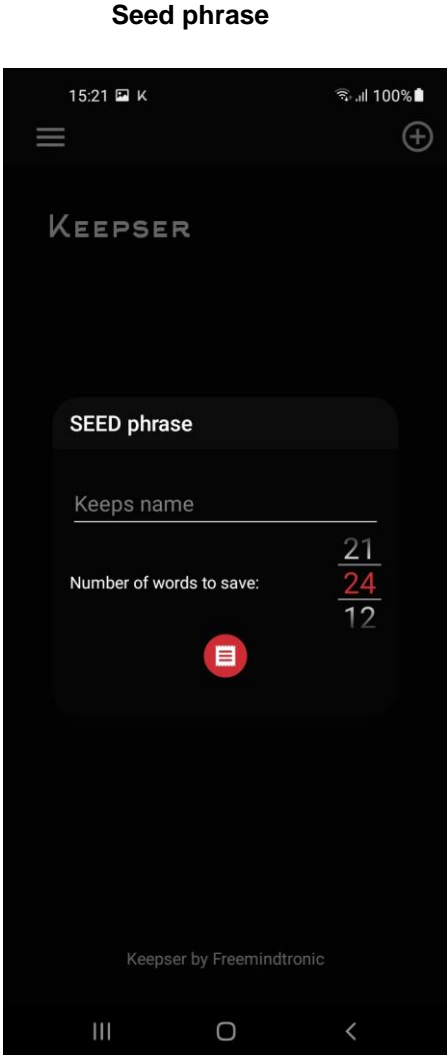 Seed phrase
15:21 K 100%
KEEPSER
SEED phrase
Keeps name
21
Number of words to save: 24
12
Keepser by Freemindtronic